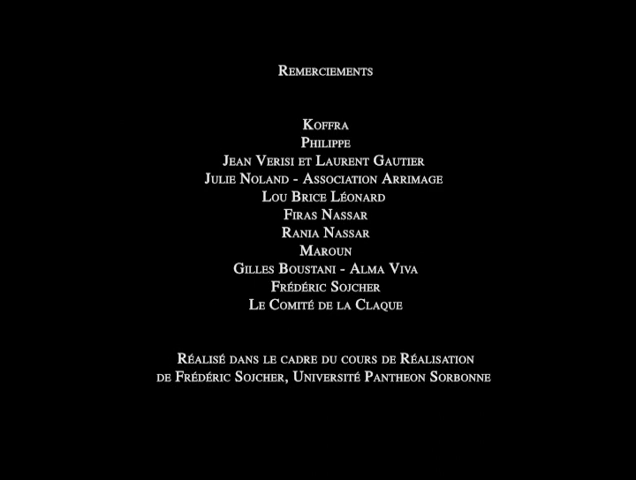 Remerciements
Koffra
Philippe
Jean Verisi et Laurent Gautier
Julie Noland - Association Arrimage
Lou Brice Léonard
Firas Nassar
Rania Nassar
Maroun
Gilles Boustani - Alma Viva
Frédéric Sojcher
Le Comité de la Claque
Réalisé dans le cadre du cours de Réalisation
de Frédéric Sojcher, Université Pantheon Sorbonne